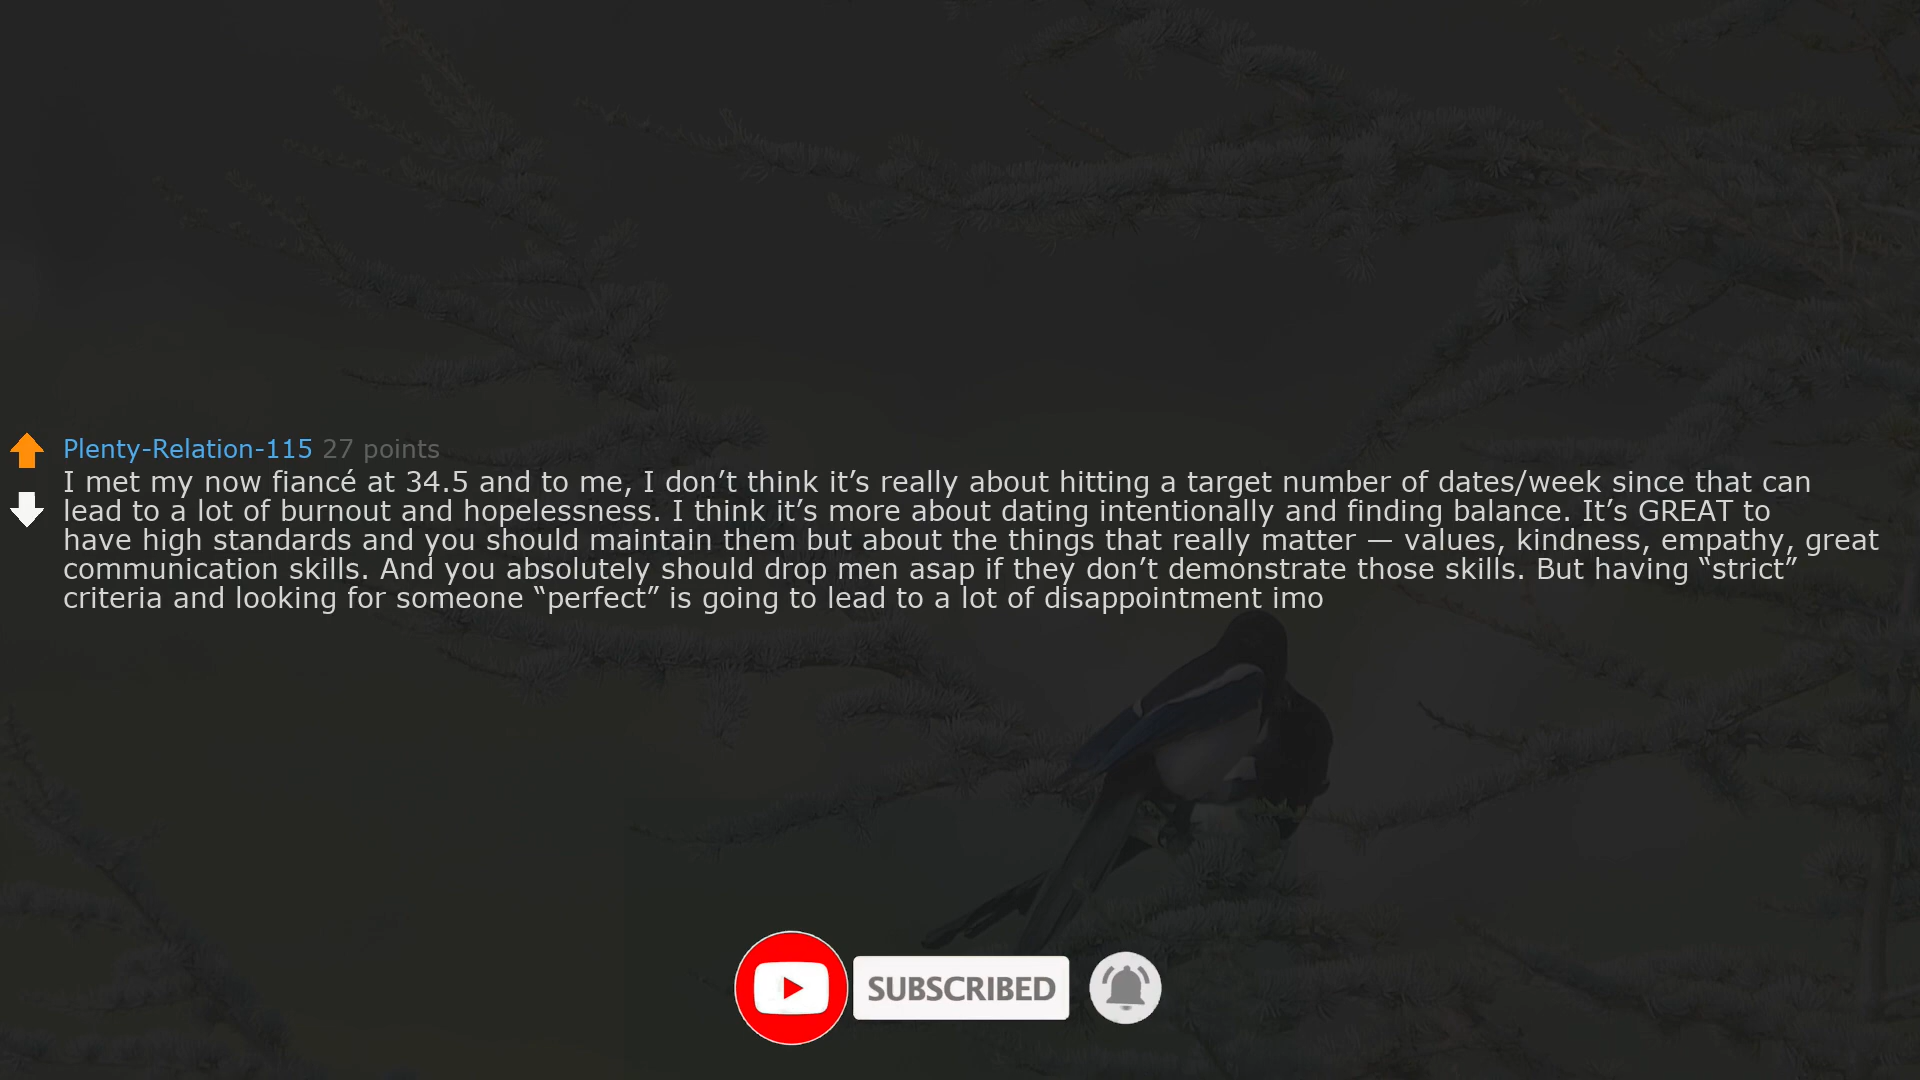 Plenty-Relation-115 27 points
I met my now fiancé at 34.5 and to me, I don’t think it’s really about hitting a target number of dates/week since that can
lead to a lot of burnout and hopelessness. I think it’s more about dating intentionally and finding balance. It’s GREAT to
have high standards and you should maintain them but about the things that really matter — values, kindness, empathy, great
communication skills. And you absolutely should drop men asap if they don’t demonstrate those skills. But having “strict”
criteria and looking for someone “perfect” is going to lead to a lot of disappointment imo
SUBSCRIBED